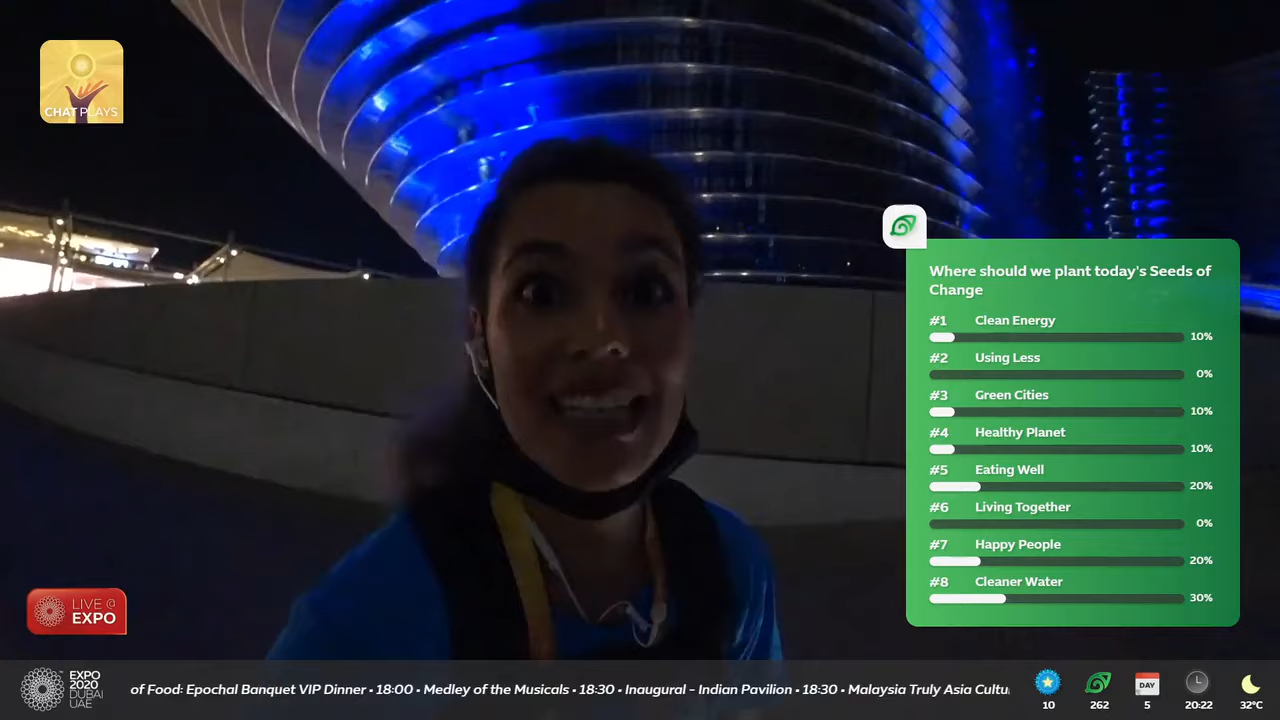 CHAT PLAYS
Where should we plant today's Seeds of
Change
#1 Clean Energy
10%
#2 Using Less
0%
#3 Green Cities
10%
#4 Healthy Planet
10%
#5 Eating Well
20%
#6 Living Together
0%
#7 Happy People
20%
#8 Cleaner Water
30%
LIVE @
EXPO
EXPO
2020
DUBAI
UAE
of Food: Epochal Banquet VIP Dinner • 18:00 • Medley of the Musicals • 18:30 • Inaugural - Indian Pavilion • 18:30 • Malaysia Truly Asia Cultu
10
262
DAY
5
20:22
32°C